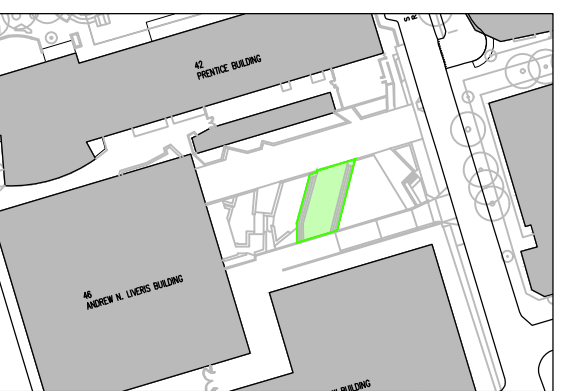 42
PRENTICE BUILDING
46
ANDREW N. LIVERIS BUILDING
BUILDING